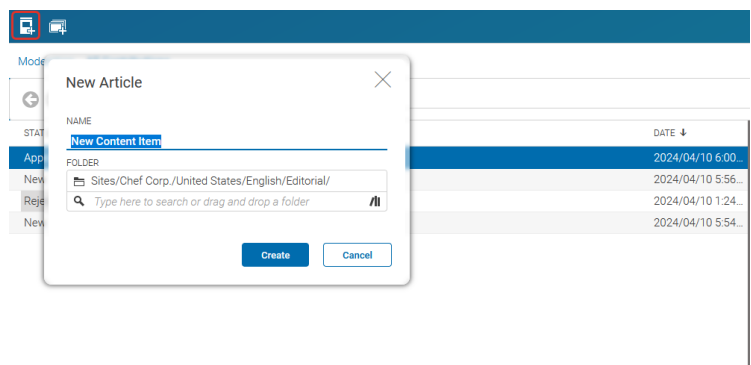 Mode
New Article
NAME
New Content Item
STAT
DATE
App
2024/04/10 6:00...
FOLDER
New
Sites/Chef Corp./United States/English/Editorial/
2024/04/10 5:56...
Reje
Type here to search or drag and drop a folder
2024/04/10 1:24...
New
2024/04/10 5:54...
Create
Cancel